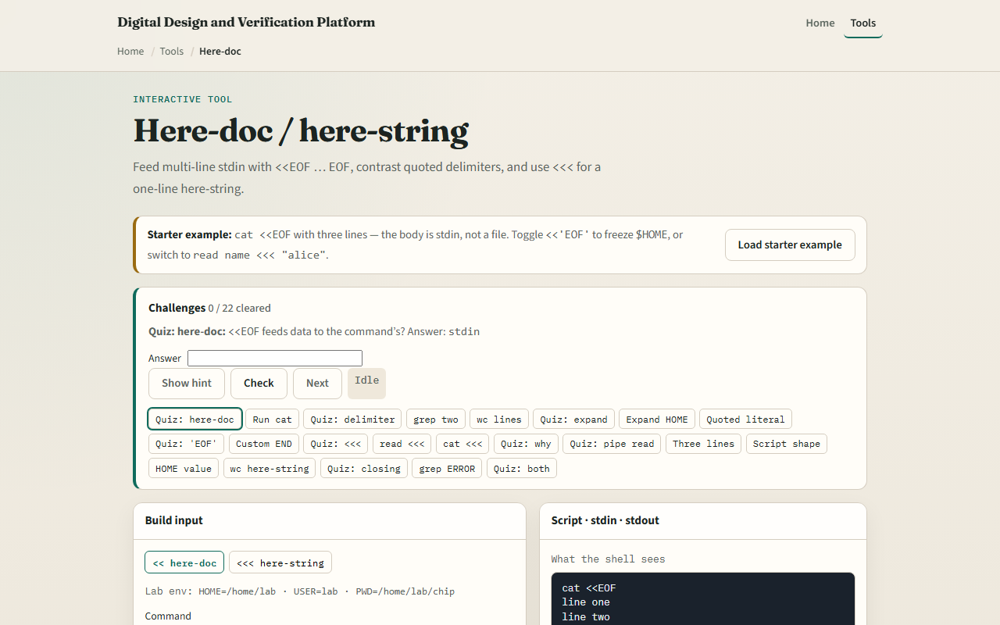 Digital Design and Verification Platform
Home Tools
Home / Tools / Here-doc
INTERACTIVE TOOL
Here-doc / here-string
Feed multi-line stdin with <<EOF … EOF, contrast quoted delimiters, and use <<< for a
one-line here-string.
Starter example: cat <<EOF with three lines — the body is stdin, not a file. Toggle <<'EOF' to freeze $HOME, or
switch to read name <<< "alice".
Load starter example
Challenges 0 / 22 cleared
Quiz: here-doc: <<EOF feeds data to the command’s? Answer: stdin
Answer
Show hint Check Next Idle
Quiz: here-doc Run cat Quiz: delimiter grep two wc lines Quiz: expand Expand HOME Quoted literal
Quiz: 'EOF' Custom END Quiz: <<< read <<< cat <<< Quiz: why Quiz: pipe read Three lines Script shape
HOME value wc here-string Quiz: closing grep ERROR Quiz: both
Build input
<< here-doc <<< here-string
Lab env: HOME=/home/lab · USER=lab · PWD=/home/lab/chip
Command
Script · stdin · stdout
What the shell sees
cat <<EOF
line one
line two